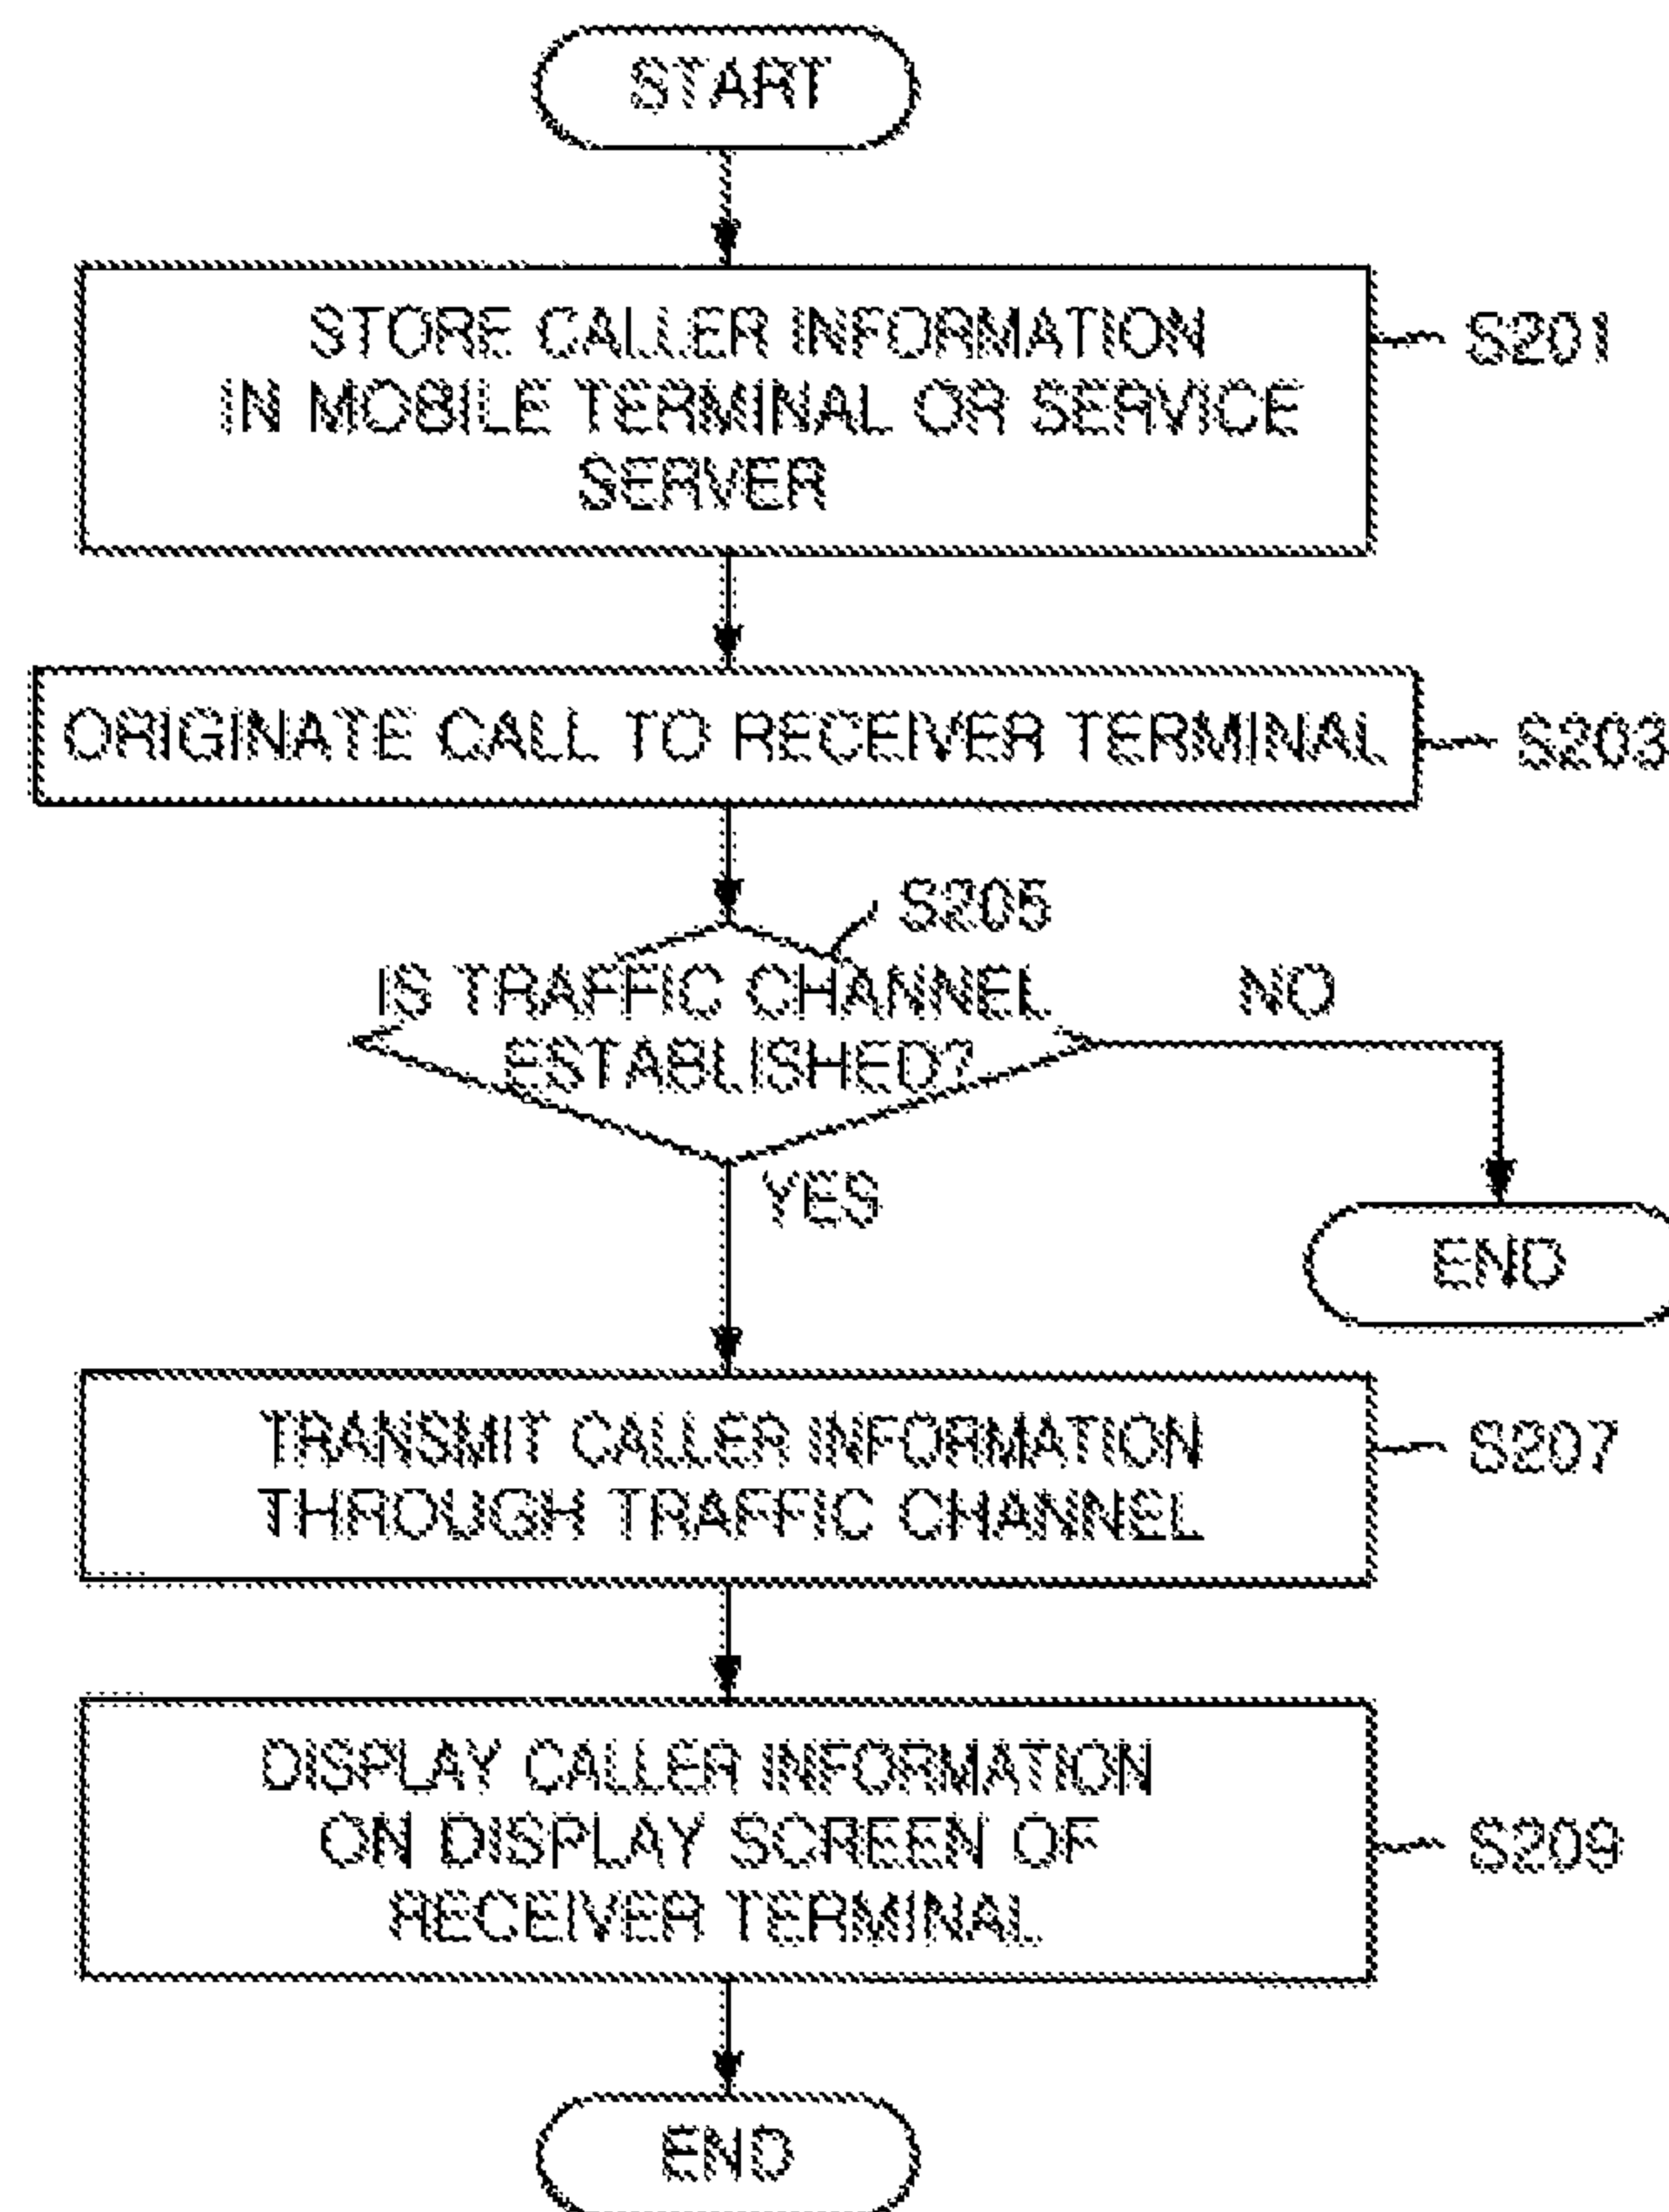 START
STORE CALLER INFORMATION
IN MOBILE TERMINAL OR SERVICE
SERVER
S201
ORIGINATE CALL TO RECEIVER TERMINAL
S203
S205
IS TRAFFIC CHANNEL
ESTABLISHED?
NO
YES
END
TRANSMIT CALLER INFORMATION
THROUGH TRAFFIC CHANNEL
S207
DISPLAY CALLER INFORMATION
ON DISPLAY SCREEN OF
RECEIVER TERMINAL
S209
END